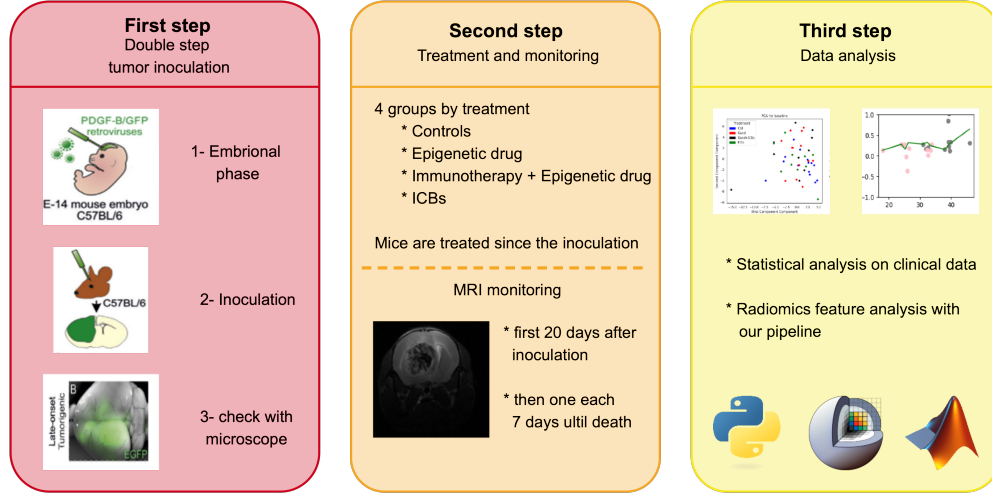 First step
Double step
tumor inoculation
PDGF-B/GFP
retroviruses
E-14 mouse embryo
C57BL/6
1- Embrional
phase
C57BL/6
2- Inoculation
B
Late-onset
Tumorigenic
EGFP
3- check with
microscope
Second step
Treatment and monitoring
4 groups by treatment
* Controls
* Epigenetic drug
* Immunotherapy + Epigenetic drug
* ICBs
Mice are treated since the inoculation
MRI monitoring
* first 20 days after
inoculation
* then one each
7 days ultil death
Third step
Data analysis
Treatment
1.0
0.5
0.0
-0.5
-1.0
20
30
40
* Statistical analysis on clinical data
* Radiomics feature analysis with
our pipeline